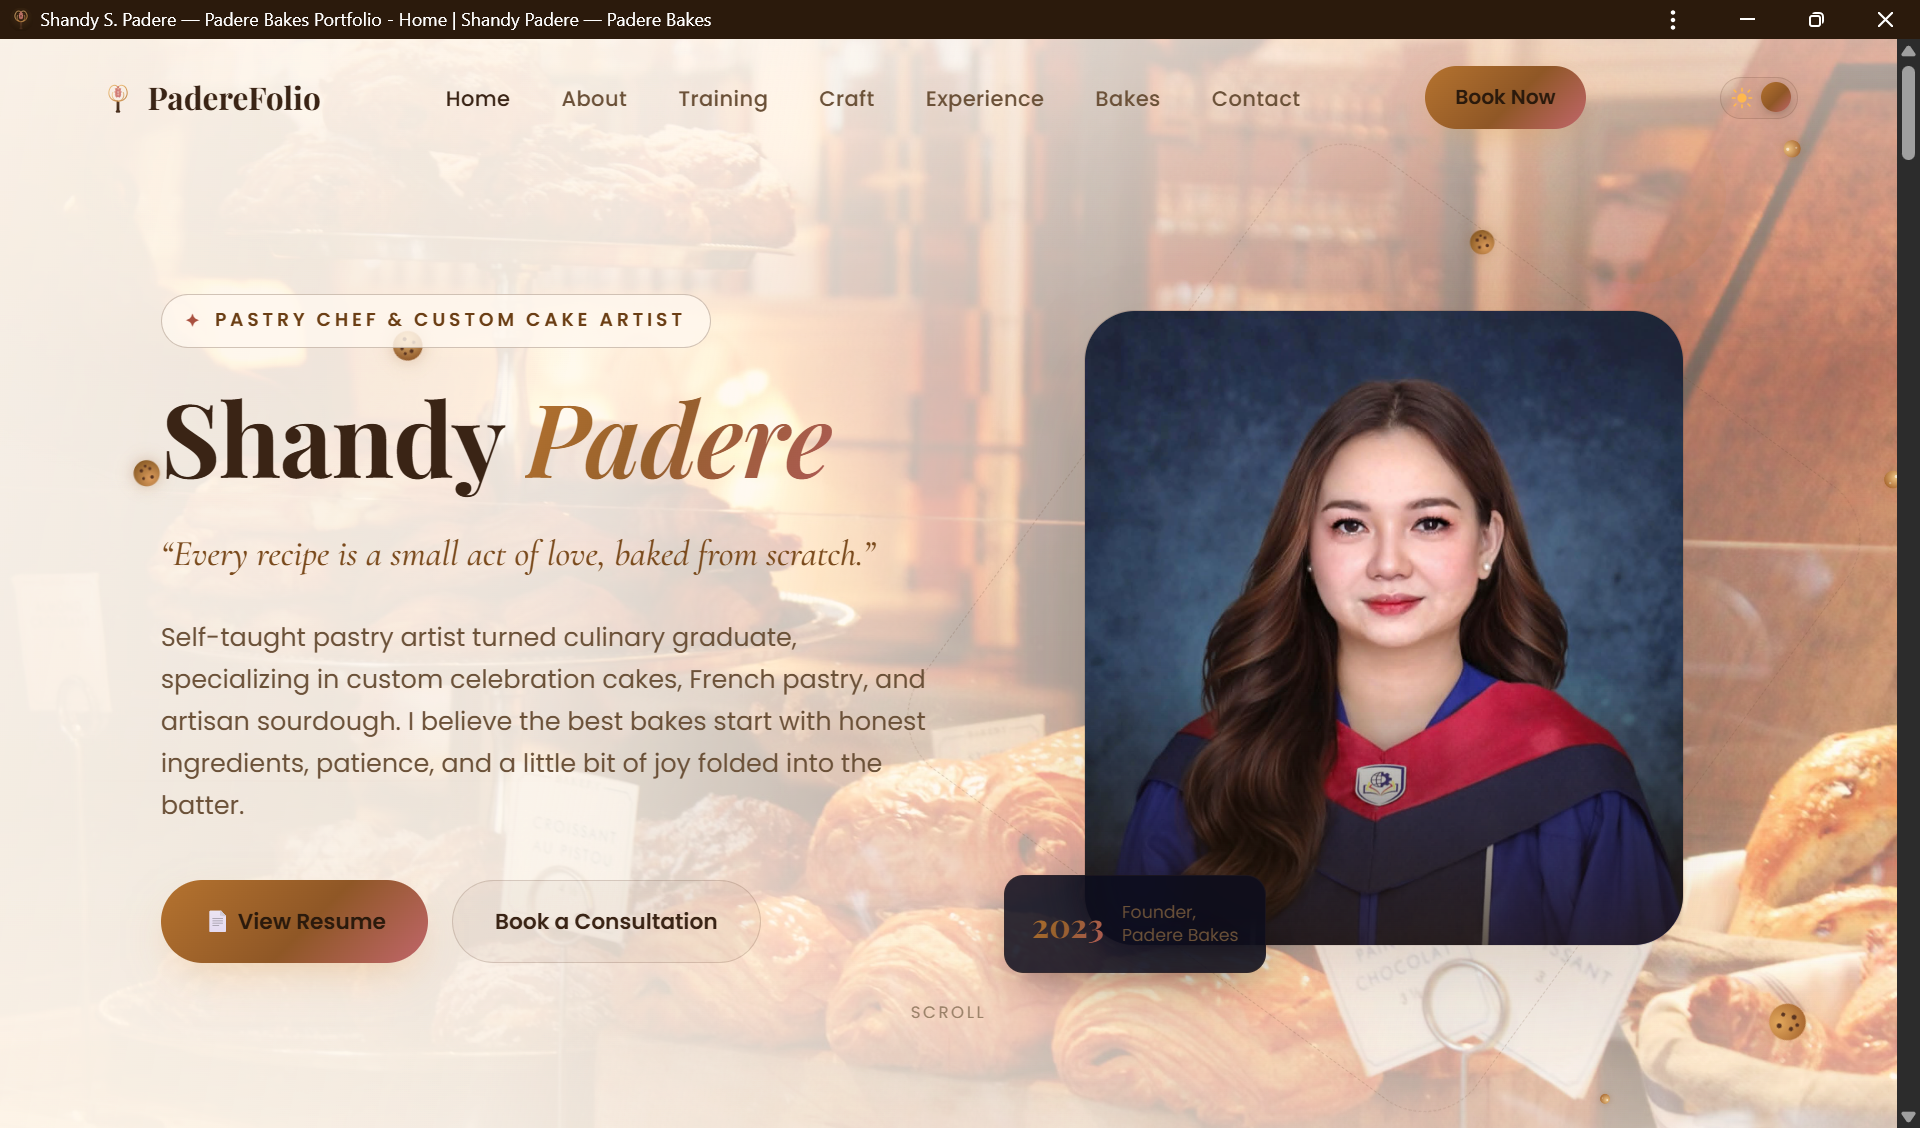 Shandy S. Padere — Padere Bakes Portfolio - Home | Shandy Padere — Padere Bakes
PadereFolio
Home
About
Training
Craft
Experience
Bakes
Contact
Book Now
✦ PASTRY CHEF & CUSTOM CAKE ARTIST
Shandy Padere
“Every recipe is a small act of love, baked from scratch.”
Self-taught pastry artist turned culinary graduate,
specializing in custom celebration cakes, French pastry, and
artisan sourdough. I believe the best bakes start with honest
ingredients, patience, and a little bit of joy folded into the
batter.
CROISSANT
AU PISTOU
View Resume
Book a Consultation
2023
Founder,
Padere Bakes
CHOCOLAT
SCROLL